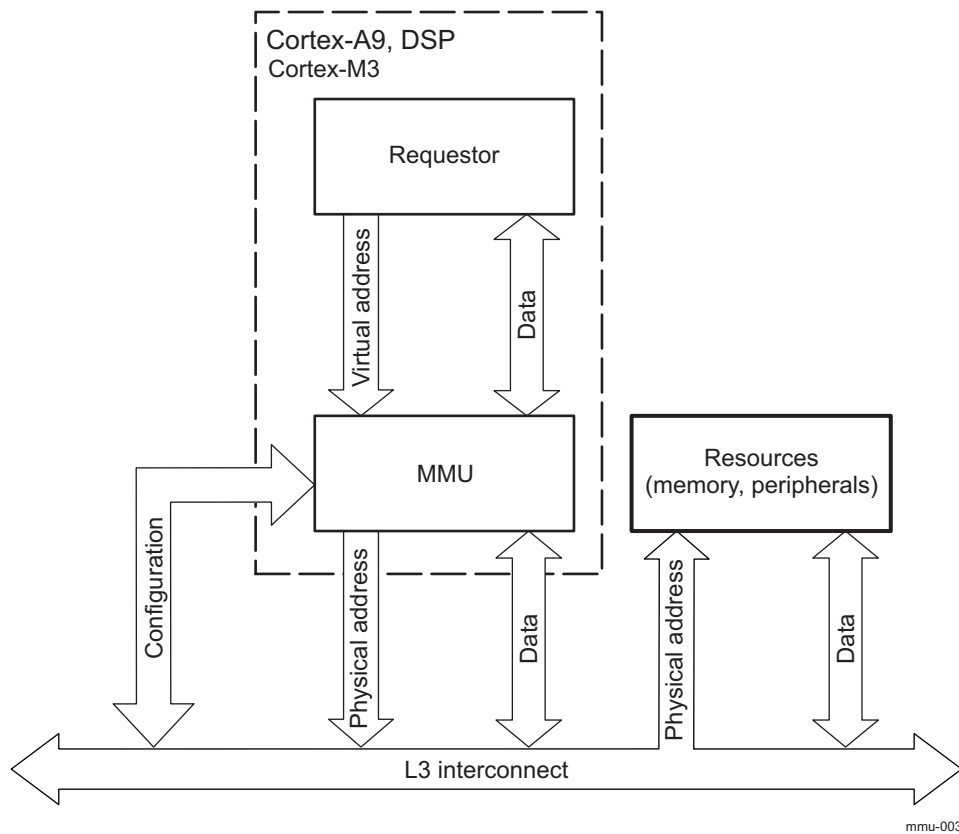 Cortex-A9, DSP
Cortex-M3
Requestor
Virtual address
Data
MMU
Resources
(memory, peripherals)
Configuration
Physical address
Data
Physical address
Data
L3 interconnect
mmu-003